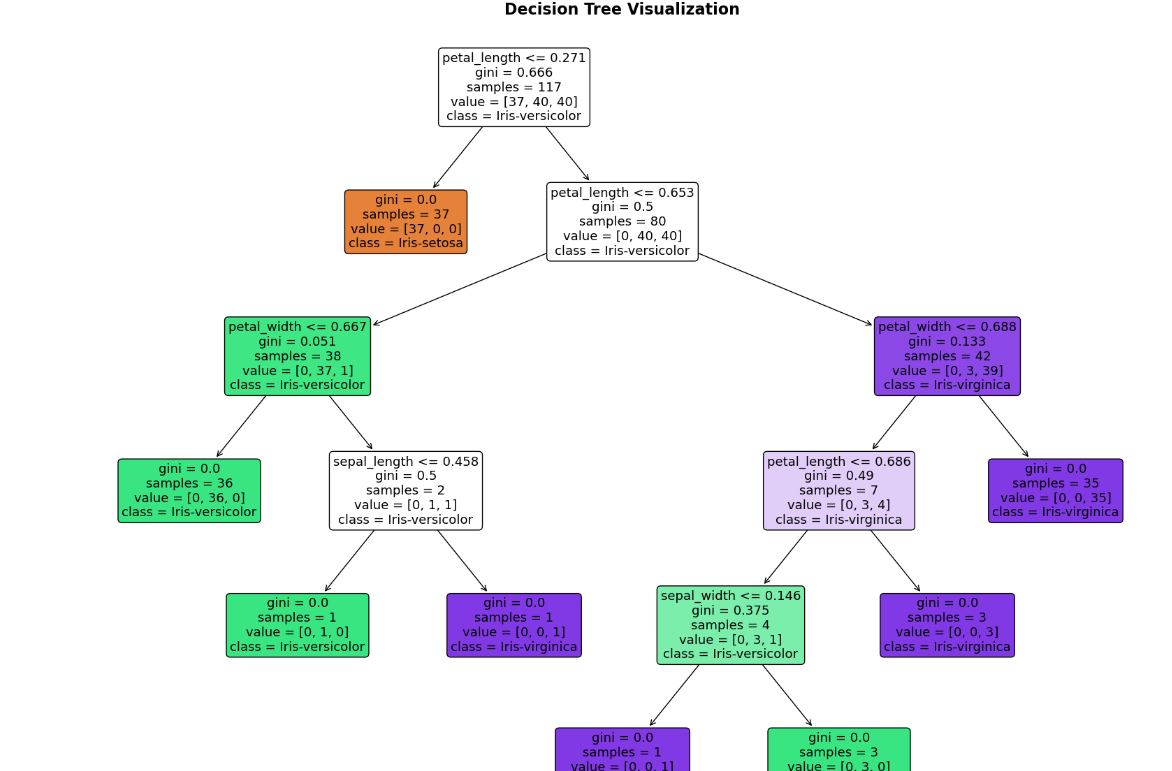 Decision Tree Visualization
petal_length <= 0.271
gini = 0.666
samples = 117
value = [37, 40, 40]
class = Iris-versicolor
gini = 0.0
samples = 37
value = [37, 0, 0]
class = Iris-setosa
petal_length <= 0.653
gini = 0.5
samples = 80
value = [0, 40, 40]
class = Iris-versicolor
petal_width <= 0.667
gini = 0.051
samples = 38
value = [0, 37, 1]
class = Iris-versicolor
petal_width <= 0.688
gini = 0.133
samples = 42
value = [0, 3, 39]
class = Iris-virginica
gini = 0.0
samples = 36
value = [0, 36, 0]
class = Iris-versicolor
sepal_length <= 0.458
gini = 0.5
samples = 2
value = [0, 1, 1]
class = Iris-versicolor
petal_length <= 0.686
gini = 0.49
samples = 7
value = [0, 3, 4]
class = Iris-virginica
gini = 0.0
samples = 35
value = [0, 0, 35]
class = Iris-virginica
gini = 0.0
samples = 1
value = [0, 1, 0]
class = Iris-versicolor
gini = 0.0
samples = 1
value = [0, 0, 1]
class = Iris-virginica
sepal_width <= 0.146
gini = 0.375
samples = 4
value = [0, 3, 1]
class = Iris-versicolor
gini = 0.0
samples = 3
value = [0, 0, 3]
class = Iris-virginica
gini = 0.0
samples = 1
value = [0, 0, 1]
gini = 0.0
samples = 3
value = [0, 3, 0]